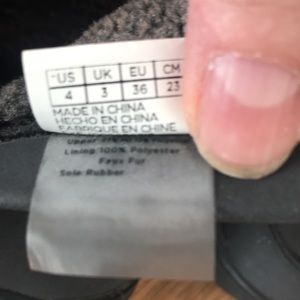 US UK EU CM
4 3 36 23
MADE IN CHINA
HECHO EN CHINA
FABRIQUE EN CHINE
Upper
Lining:100% Polyester
Faux Fur
Sole:Rubber